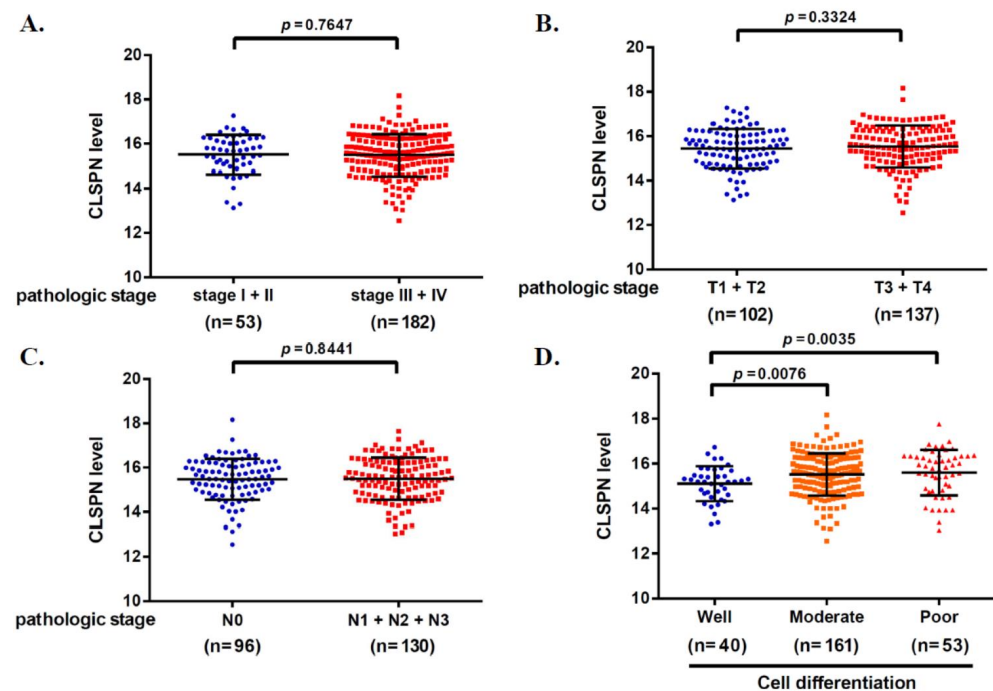 A.
p = 0.7647
20
18
16
14
12
10
CLSPN level
pathologic stage
stage I + II
stage III + IV
(n= 53)
(n= 182)
B.
p = 0.3324
20
18
16
14
12
10
CLSPN level
pathologic stage
T1 + T2
T3 + T4
(n= 102)
(n= 137)
C.
p = 0.8441
20
18
16
14
12
10
CLSPN level
pathologic stage
N0
N1 + N2 + N3
(n= 96)
(n= 130)
D.
p = 0.0035
p = 0.0076
20
18
16
14
12
10
CLSPN level
Well
Moderate
Poor
(n= 40)
(n= 161)
(n= 53)
Cell differentiation